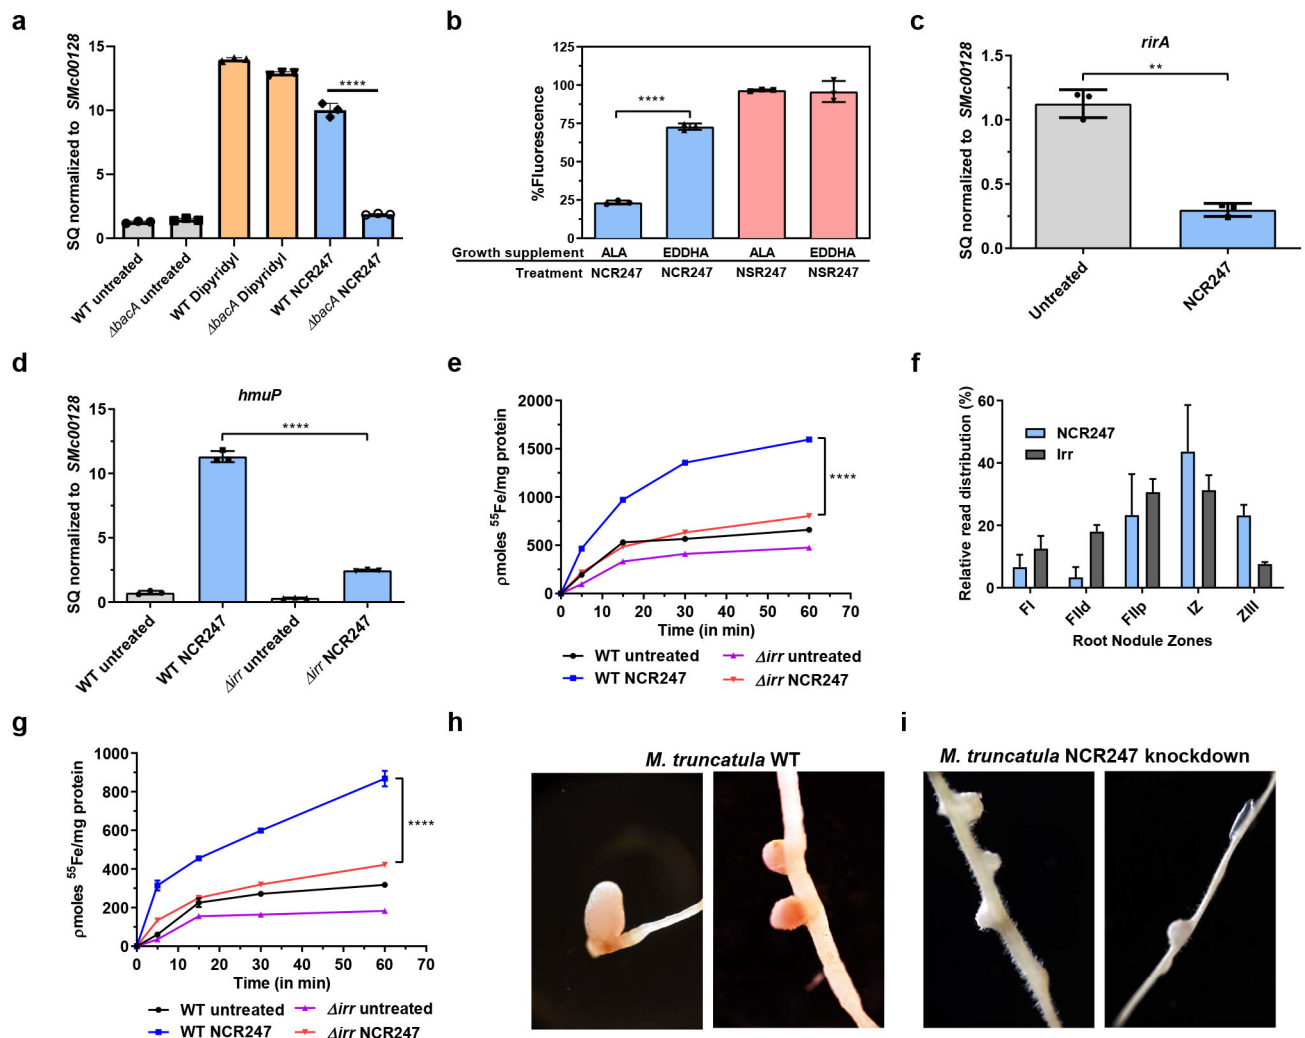 a
SQ normalized to SMc00128
15
10
5
0
****
WT untreated
ΔbacA untreated
WT Dipyridyl
ΔbacA Dipyridyl
WT NCR247
ΔbacA NCR247
b
%Fluorescence
125
100
75
50
25
0
****
Growth supplement ALA EDDHA ALA EDDHA
Treatment NCR247 NCR247 NSR247 NSR247
c
rirA
SQ normalized to SMc00128
1.5
1.0
0.5
0.0
**
Untreated
NCR247
d
hmuP
SQ normalized to SMc00128
15
10
5
0
****
WT untreated
WT NCR247
Δirr untreated
Δirr NCR247
e
ρmoles ⁵⁵Fe/mg protein
2000
1500
1000
500
0
****
0 10 20 30 40 50 60 70
Time (in min)
WT untreated Δirr untreated
WT NCR247 Δirr NCR247
f
Relative read distribution (%)
60
40
20
0
NCR247
Irr
FI FIId FIIp IZ ZIII
Root Nodule Zones
g
ρmoles ⁵⁵Fe/mg protein
1000
800
600
400
200
0
****
0 10 20 30 40 50 60 70
Time (in min)
WT untreated Δirr untreated
WT NCR247 Δirr NCR247
h
M. truncatula WT
i
M. truncatula NCR247 knockdown